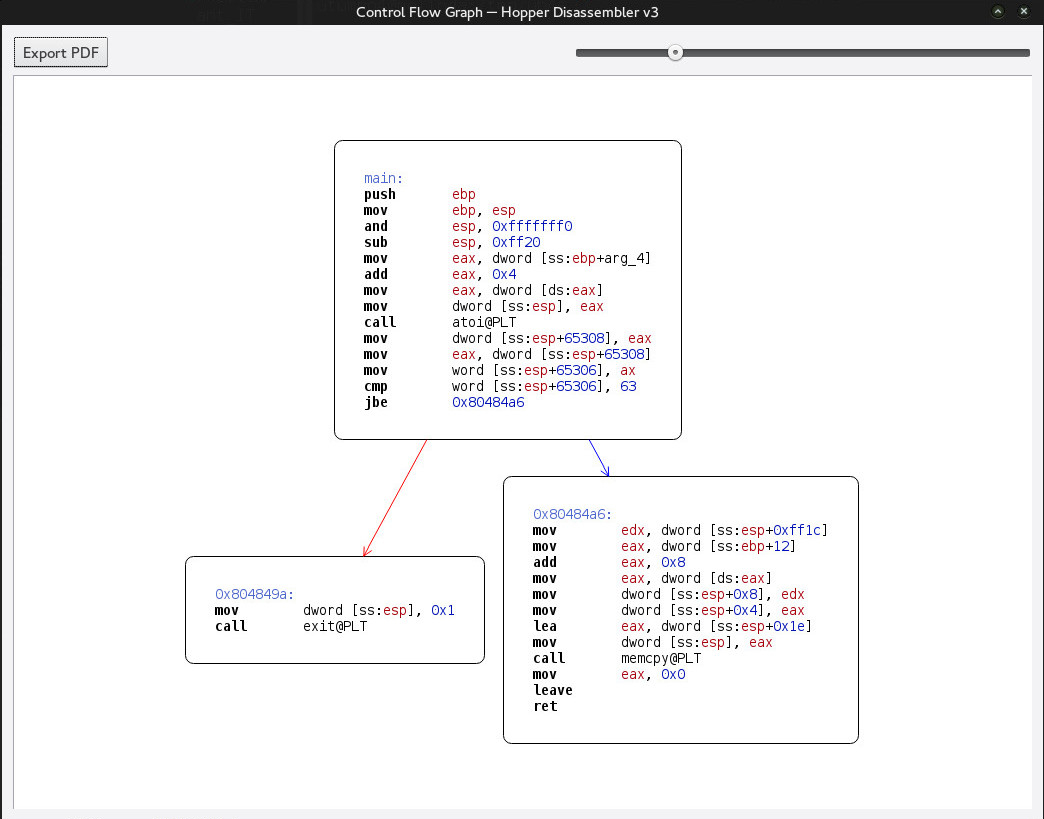 Control Flow Graph — Hopper Disassembler v3
Export PDF
main:
push ebp
mov ebp, esp
and esp, 0xfffffff0
sub esp, 0xff20
mov eax, dword [ss:ebp+arg_4]
add eax, 0x4
mov eax, dword [ds:eax]
mov dword [ss:esp], eax
call atoi@PLT
mov dword [ss:esp+65308], eax
mov eax, dword [ss:esp+65308]
mov word [ss:esp+65306], ax
cmp word [ss:esp+65306], 63
jbe 0x80484a6
0x804849a:
mov dword [ss:esp], 0x1
call exit@PLT
0x80484a6:
mov edx, dword [ss:esp+0xff1c]
mov eax, dword [ss:ebp+12]
add eax, 0x8
mov eax, dword [ds:eax]
mov dword [ss:esp+0x8], edx
mov dword [ss:esp+0x4], eax
lea eax, dword [ss:esp+0x1e]
mov dword [ss:esp], eax
call memcpy@PLT
mov eax, 0x0
leave
ret